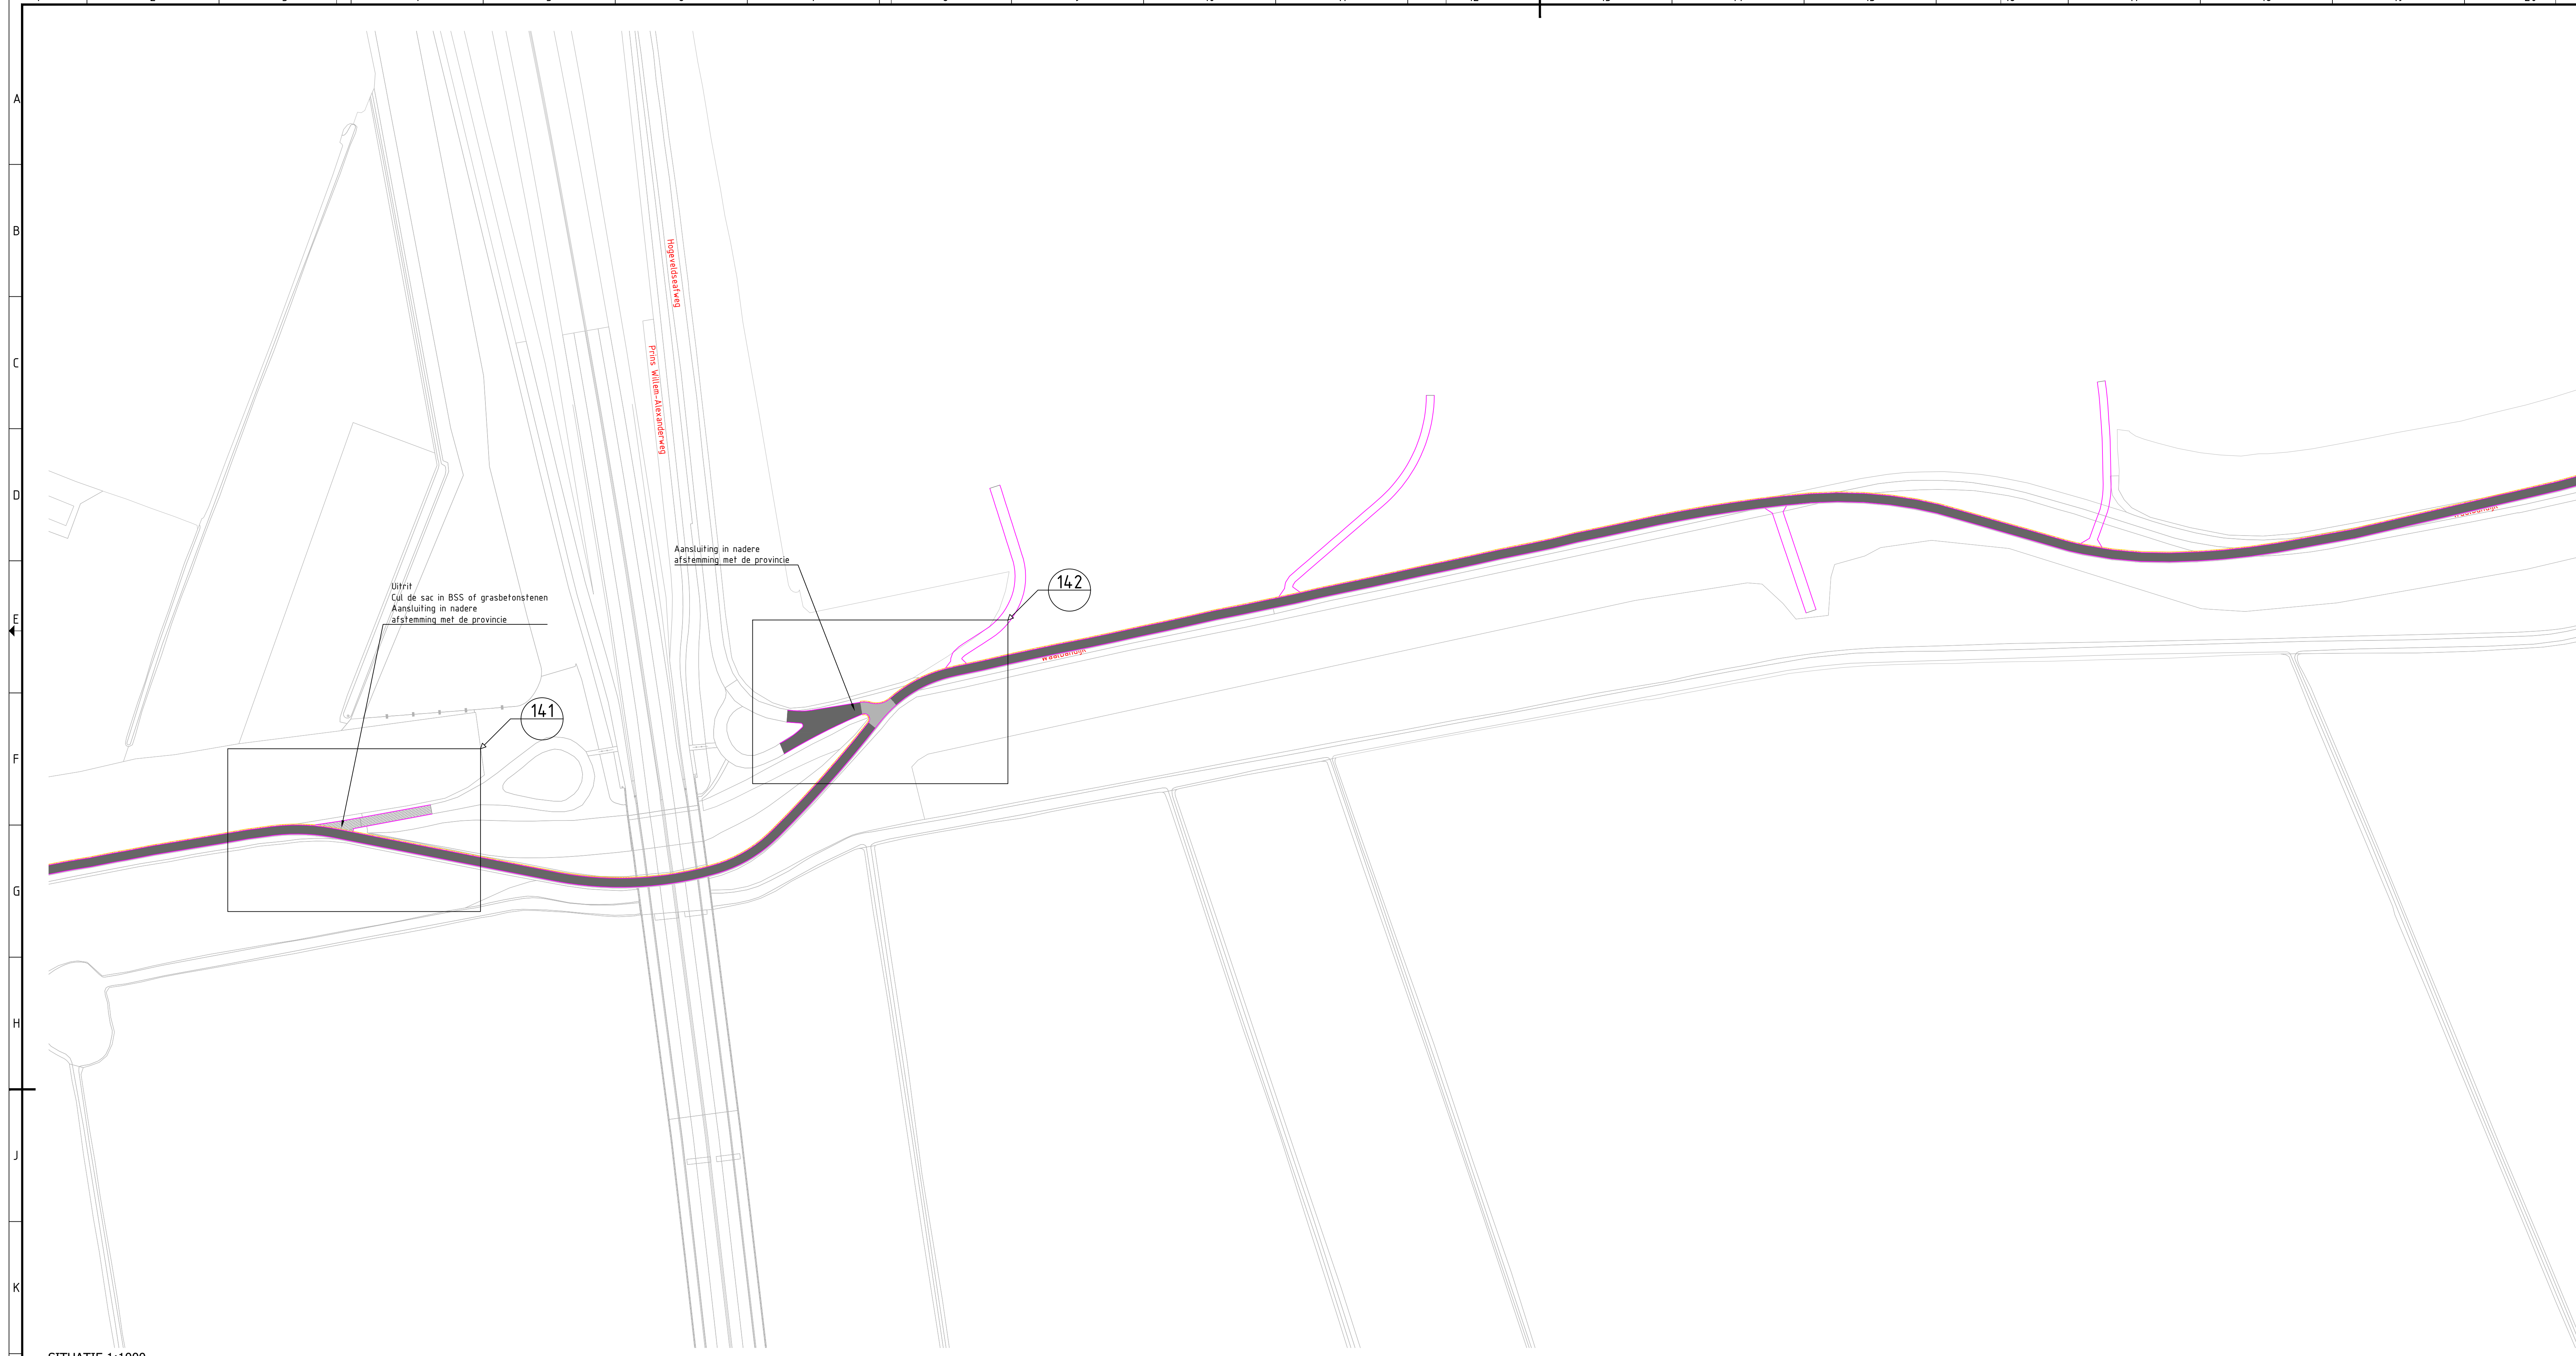 A
B
Hogeveldseafweg
C
Prins Willem-Alexanderweg
D
Aansluiting in nadere
afstemming met de provincie
142
Uitrit
Cul de sac in BSS of grasbetonstenen
Aansluiting in nadere
afstemming met de provincie
E
141
F
G
H
J
K